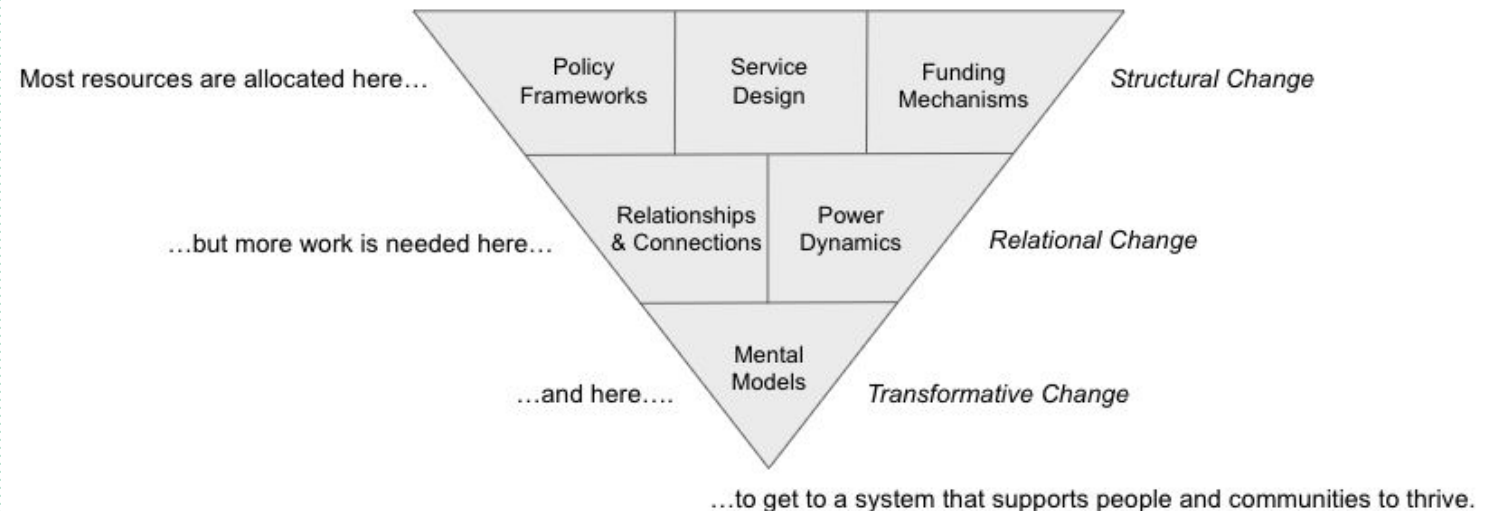 Most resources are allocated here…
Policy
Frameworks
Service
Design
Funding
Mechanisms
Structural Change
…but more work is needed here…
Relationships
& Connections
Power
Dynamics
Relational Change
…and here….
Mental
Models
Transformative Change
…to get to a system that supports people and communities to thrive.